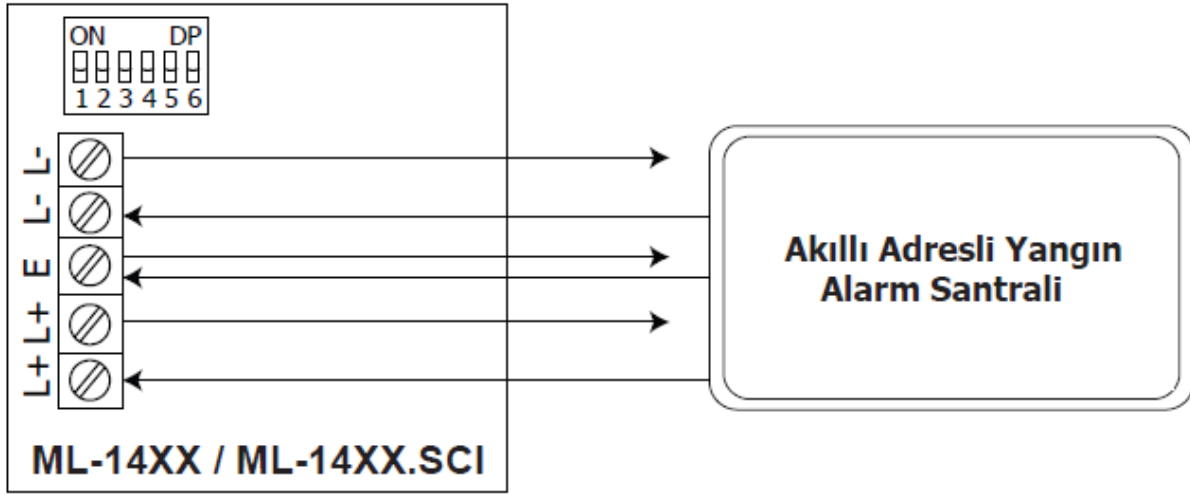 ON DP
1 2 3 4 5 6
L-
L-
E
L+
L+
Akıllı Adresli Yangın
Alarm Santrali
ML-14XX / ML-14XX.SCI